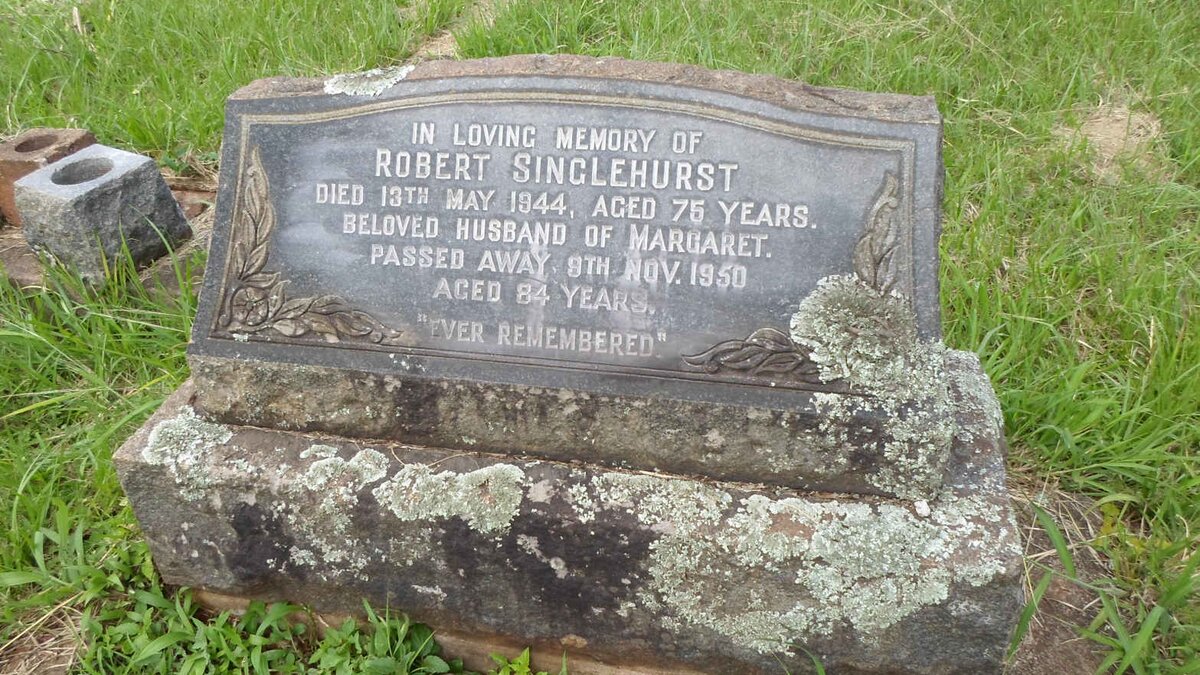 IN LOVING MEMORY OF
ROBERT SINGLEHURST
DIED 13TH MAY 1944, AGED 75 YEARS.
BELOVED HUSBAND OF MARGARET.
PASSED AWAY 9TH NOV. 1950
AGED 84 YEARS.
"EVER REMEMBERED"